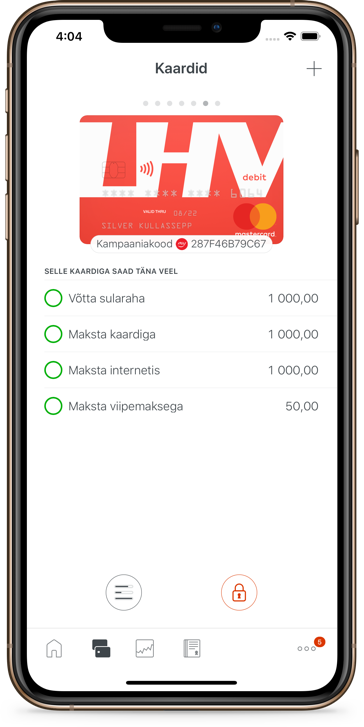 4:04
Kaardid
LHV
debit
**** **** **** 6064
VALID THRU 08/22
SILVER KULLASSEPP
mastercard
Kampaaniakood 287F46B79C67
SELLE KAARDIGA SAAD TÄNA VEEL
Võtta sularaha 1 000,00
Maksta kaardiga 1 000,00
Maksta internetis 1 000,00
Maksta viipemaksega 50,00
5